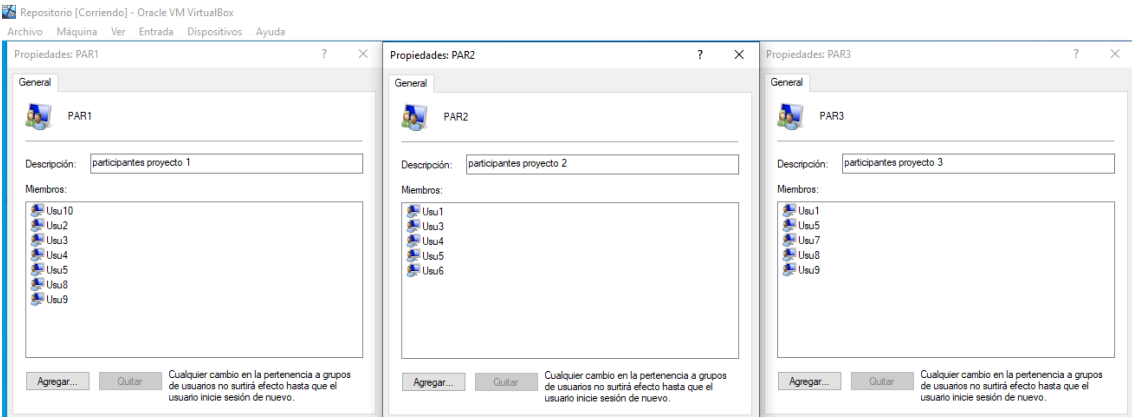 Repositorio [Corriendo] - Oracle VM VirtualBox
Archivo Máquina Ver Entrada Dispositivos Ayuda
Propiedades: PAR1 ? ×
General
PAR1
Descripción: participantes proyecto 1
Miembros:
Usu10
Usu2
Usu3
Usu4
Usu5
Usu8
Usu9
Agregar... Quitar
Cualquier cambio en la pertenencia a grupos
de usuarios no surtirá efecto hasta que el
usuario inicie sesión de nuevo.
Propiedades: PAR2 ? ×
General
PAR2
Descripción: participantes proyecto 2
Miembros:
Usu1
Usu3
Usu4
Usu5
Usu6
Agregar... Quitar
Cualquier cambio en la pertenencia a grupos
de usuarios no surtirá efecto hasta que el
usuario inicie sesión de nuevo.
Propiedades: PAR3 ? ×
General
PAR3
Descripción: participantes proyecto 3
Miembros:
Usu1
Usu5
Usu7
Usu8
Usu9
Agregar... Quitar
Cualquier cambio en la pertenencia a grupos
de usuarios no surtirá efecto hasta que el
usuario inicie sesión de nuevo.